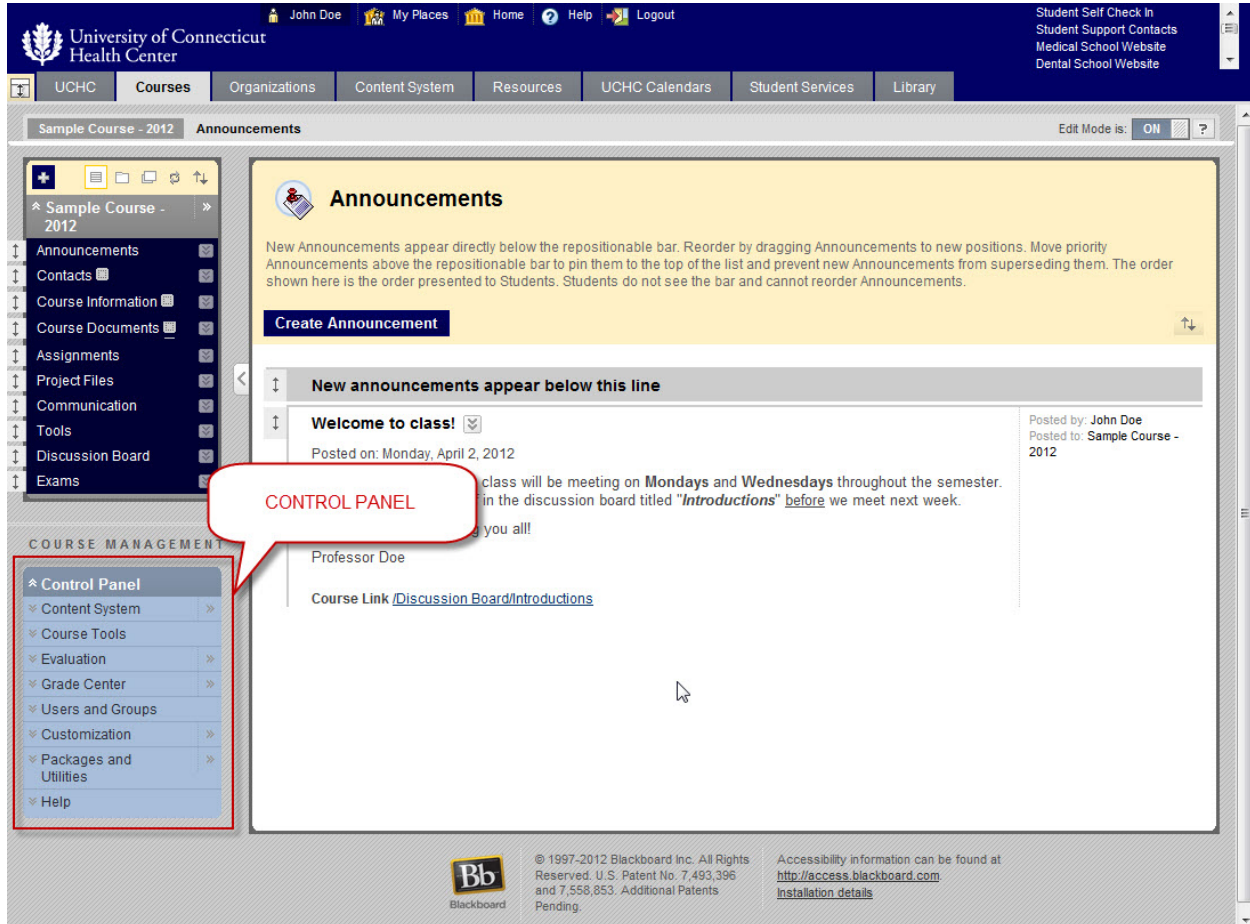 John Doe My Places Home Help Logout
Student Self Check In
Student Support Contacts
Medical School Website
Dental School Website
University of Connecticut
Health Center
UCHC Courses Organizations Content System Resources UCHC Calendars Student Services Library
Sample Course - 2012 Announcements
Edit Mode is: ON ?
Sample Course -
2012
Announcements
Contacts
Course Information
Course Documents
Assignments
Project Files
Communication
Tools
Discussion Board
Exams
COURSE MANAGEMENT
Control Panel
Content System
Course Tools
Evaluation
Grade Center
Users and Groups
Customization
Packages and
Utilities
Help
CONTROL PANEL
Announcements
New Announcements appear directly below the repositionable bar. Reorder by dragging Announcements to new positions. Move priority
Announcements above the repositionable bar to pin them to the top of the list and prevent new Announcements from superseding them. The order
shown here is the order presented to Students. Students do not see the bar and cannot reorder Announcements.
Create Announcement
New announcements appear below this line
Welcome to class!
Posted on: Monday, April 2, 2012
class will be meeting on Mondays and Wednesdays throughout the semester.
in the discussion board titled "Introductions" before we meet next week.
you all!
Professor Doe
Course Link /Discussion Board/Introductions
Posted by: John Doe
Posted to: Sample Course -
2012
Bb
Blackboard
© 1997-2012 Blackboard Inc. All Rights
Reserved. U.S. Patent No. 7,493,396
and 7,558,853. Additional Patents
Pending.
Accessibility information can be found at
http://access.blackboard.com.
Installation details